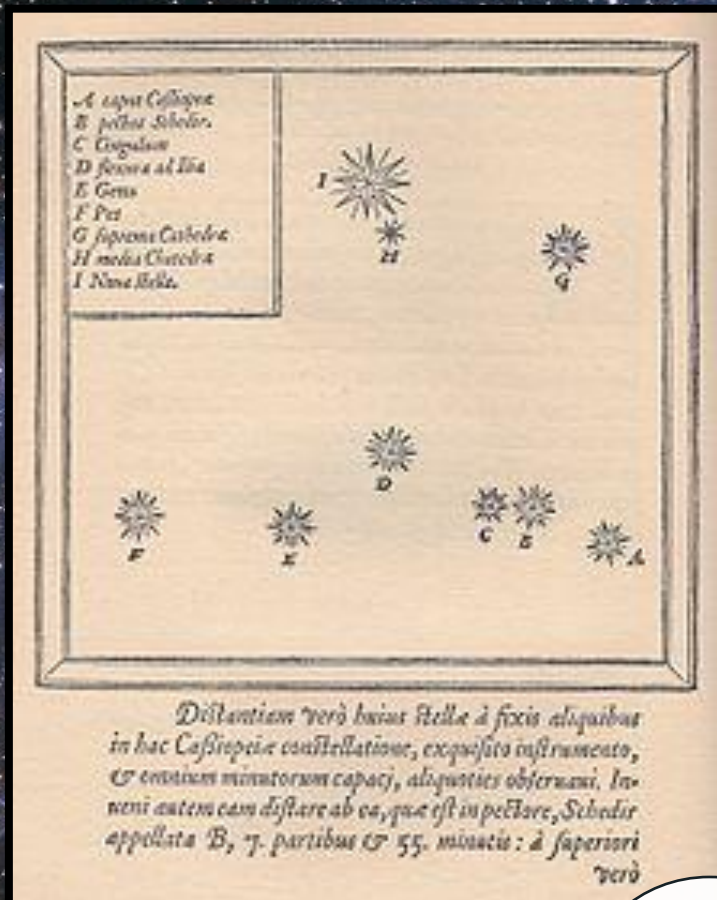 A caput Cassiopeæ
B pectus Schedir.
C Cingulum
D flexura ad Ilia
E Genu
F Pes
G suprema Cathedræ
H media Chatedræ
I Noua stella.
I
H
G
D
F
E
C
B
A
Distantiam verò huius stellæ à fixis aliquibus
in hac Cassiopeiæ constellatione, exquisito instrumento,
& omnium minutorum capacj, aliquoties obseruaui. In-
ueni autem eam distare ab ea, quæ est in pectore, Schedir
appellata B, 7. partibus & 55. minutis : à superiori
verò